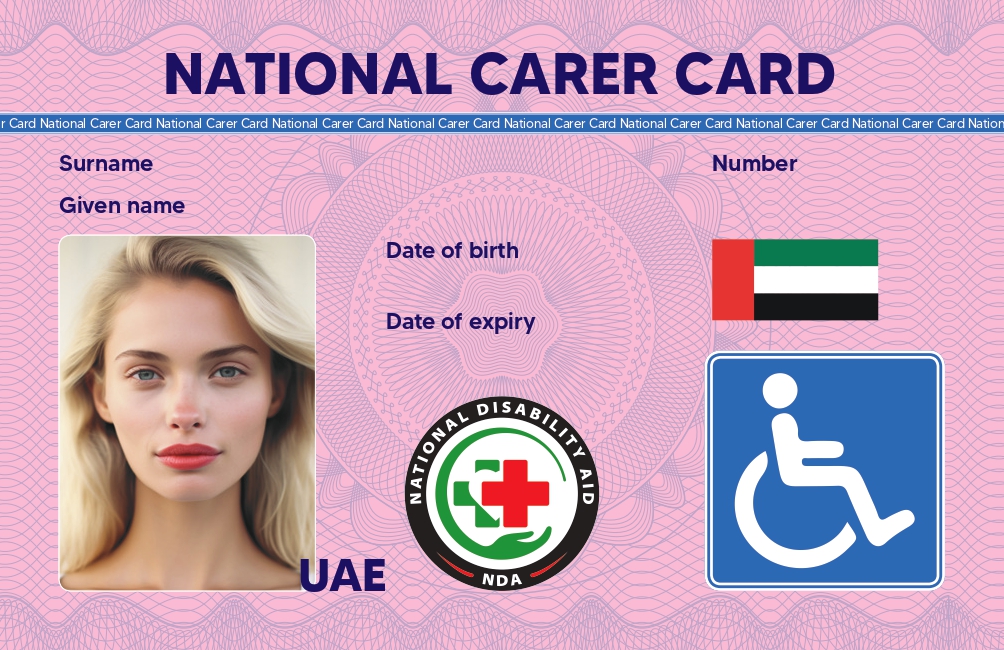 NATIONAL CARER CARD
r Card National Carer Card National Carer Card National Carer Card National Carer Card National Carer Card National Carer Card National Carer Card National Carer Card Nation
Surname
Number
Given name
Date of birth
Date of expiry
NATIONAL DISABILITY AID
NDA
UAE